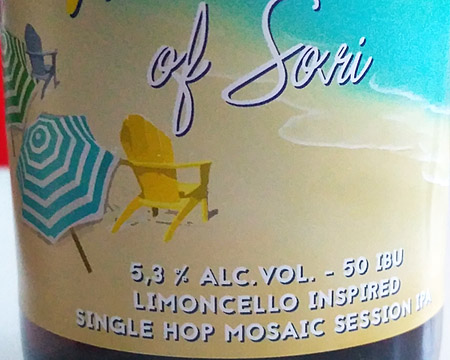 of Sori
5,3 % ALC.VOL. - 50 IBU
LIMONCELLO INSPIRED
SINGLE HOP MOSAIC SESSION IPA